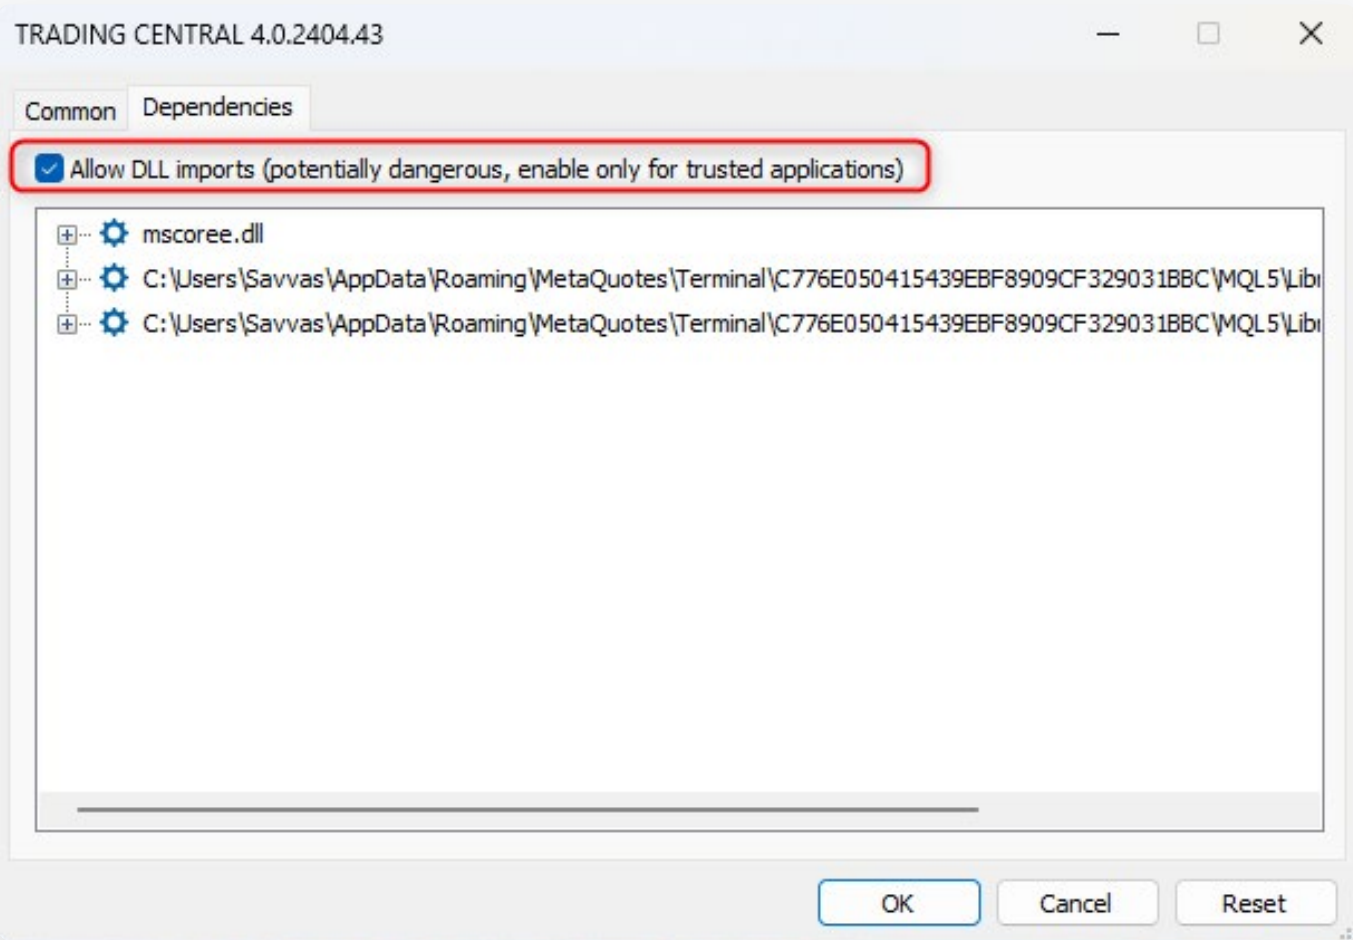 TRADING CENTRAL 4.0.2404.43
Common
Dependencies
Allow DLL imports (potentially dangerous, enable only for trusted applications)
mscoree.dll
C:\Users\Savvas\AppData\Roaming\MetaQuotes\Terminal\C776E050415439EBF8909CF329031BBC\MQL5\Libr
C:\Users\Savvas\AppData\Roaming\MetaQuotes\Terminal\C776E050415439EBF8909CF329031BBC\MQL5\Libr
OK
Cancel
Reset